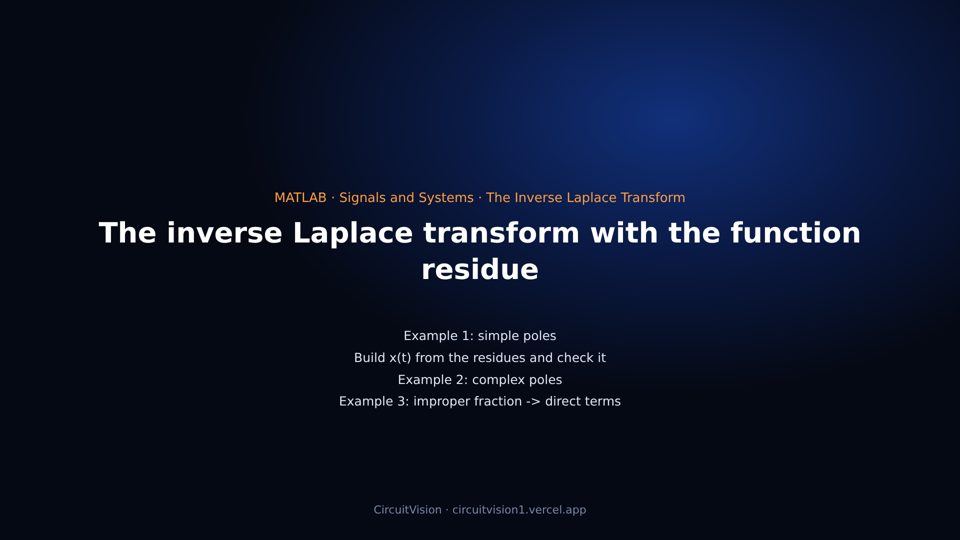 MATLAB · Signals and Systems · The Inverse Laplace Transform
The inverse Laplace transform with the function
residue
Example 1: simple poles
Build x(t) from the residues and check it
Example 2: complex poles
Example 3: improper fraction -> direct terms
CircuitVision · circuitvision1.vercel.app